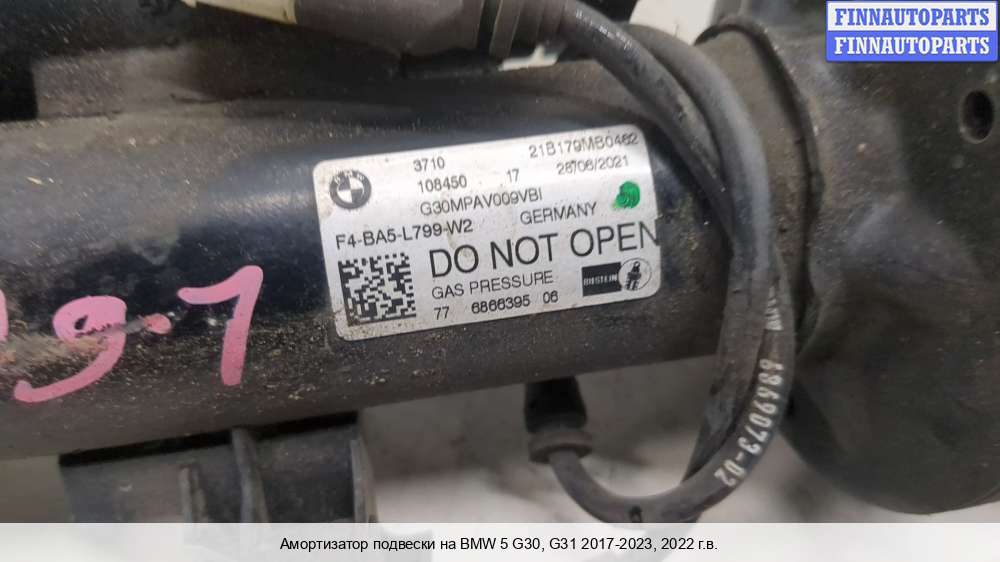 FINNAUTOPARTS
FINNAUTOPARTS
3710 21B179MB0462
108450 17 28/06/2021
G30MPAV009VBI
F4-BA5-L799-W2 GERMANY
DO NOT OPEN
GAS PRESSURE BILSTEIN
77 6866395 06
6869073-02
Амортизатор подвески на BMW 5 G30, G31 2017-2023, 2022 г.в.